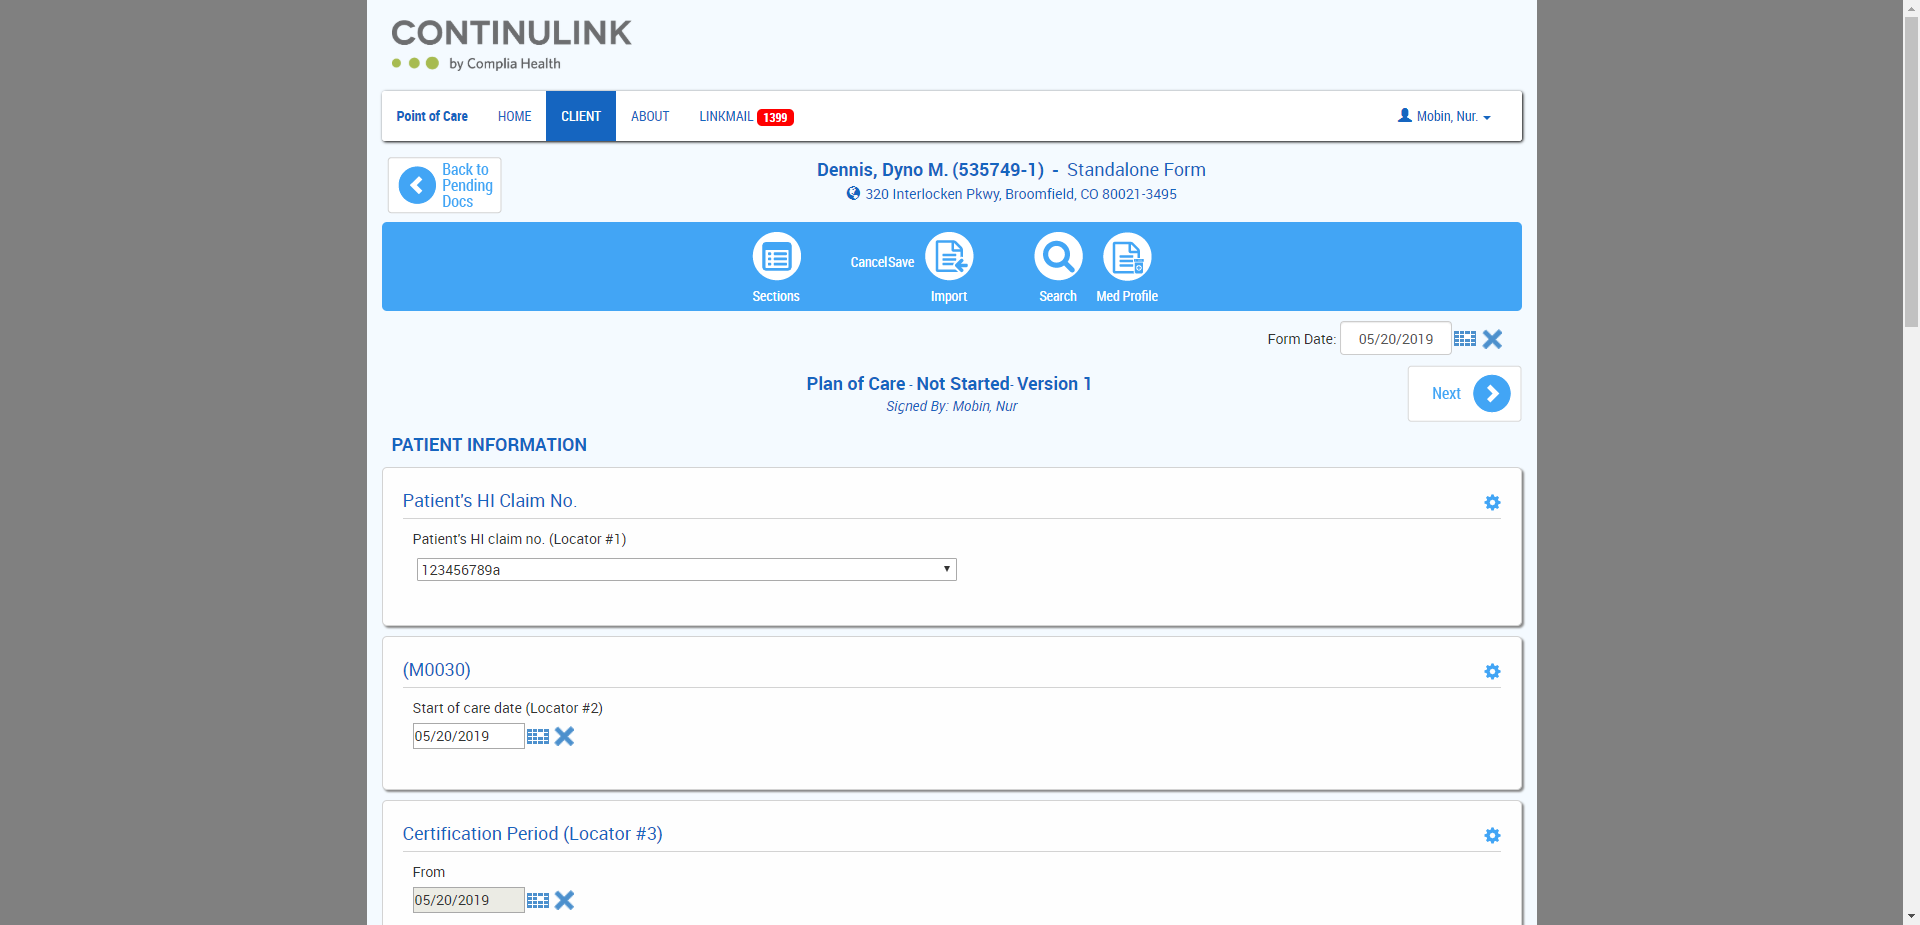 CONTINULINK
by Complia Health
Point of Care HOME CLIENT ABOUT LINKMAIL 1399 Mobin, Nur.
Back to
Pending
Docs
Dennis, Dyno M. (535749-1) - Standalone Form
320 Interlocken Pkwy, Broomfield, CO 80021-3495
Sections CancelSave Import Search Med Profile
Form Date: 05/20/2019
Plan of Care - Not Started- Version 1
Signed By: Mobin, Nur
Next
PATIENT INFORMATION
Patient's HI Claim No.
Patient's HI claim no. (Locator #1)
123456789a
(M0030)
Start of care date (Locator #2)
05/20/2019
Certification Period (Locator #3)
From
05/20/2019